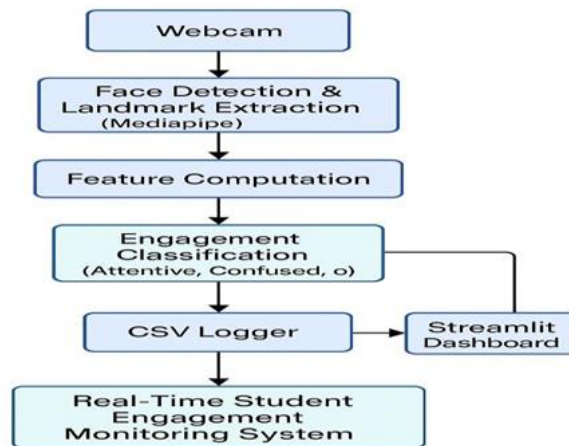 Webcam
Face Detection &
Landmark Extraction
(Mediapipe)
Feature Computation
Engagement
Classification
(Attentive, Confused, o)
CSV Logger
Streamlit
Dashboard
Real-Time Student
Engagement
Monitoring System